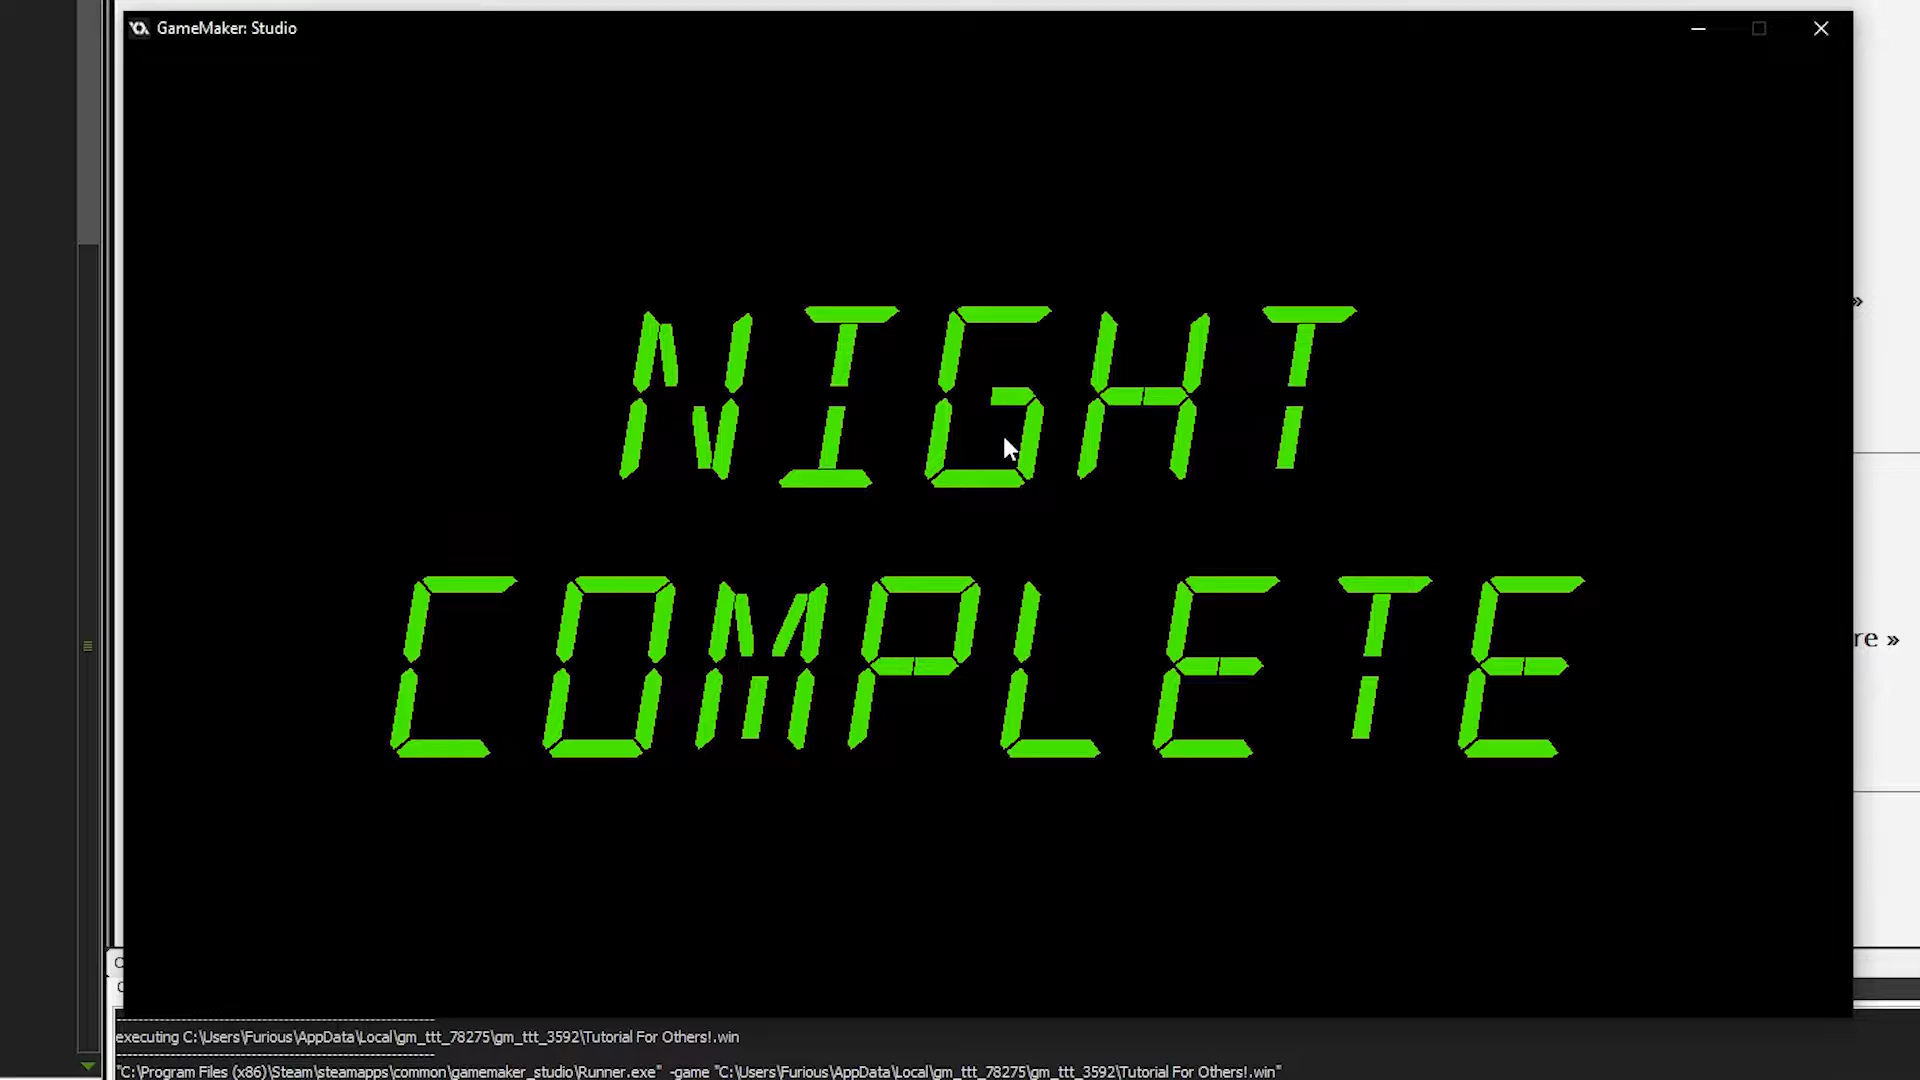 GameMaker: Studio
»
NIGHT
COMPLETE
re »
executing C:\Users\Furious\AppData\Local\gm_ttt_78275\gm_ttt_3592\Tutorial For Others!.win
"C:\Program Files (x86)\Steam\steamapps\common\gamemaker_studio\Runner.exe" -game "C:\Users\Furious\AppData\Local\gm_ttt_78275\gm_ttt_3592\Tutorial For Others!.win"